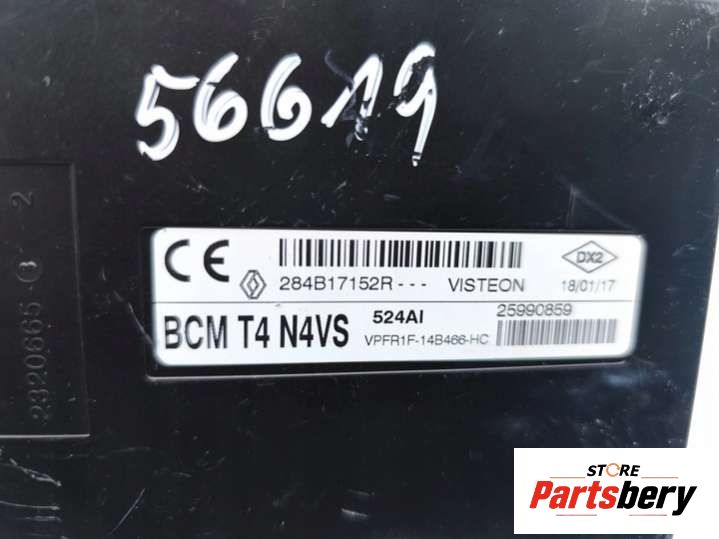 56619
2320665-G 2
CE
284B17152R--- VISTEON
DX2
18/01/17
BCM T4 N4VS
524AI
VPFR1F-14B466-HC
25990859
STORE
Partsbery